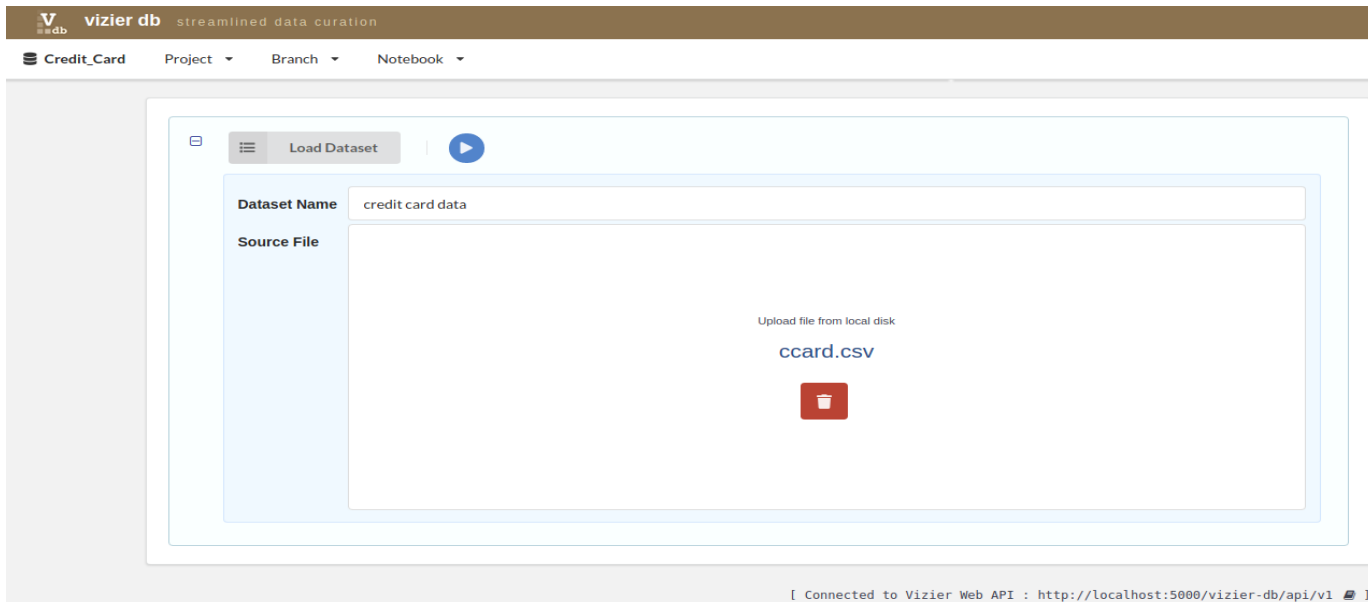 V db vizier db streamlined data curation
Credit_Card Project Branch Notebook
Load Dataset
Dataset Name credit card data
Source File
Upload file from local disk
ccard.csv
[ Connected to Vizier Web API : http://localhost:5000/vizier-db/api/v1 ]